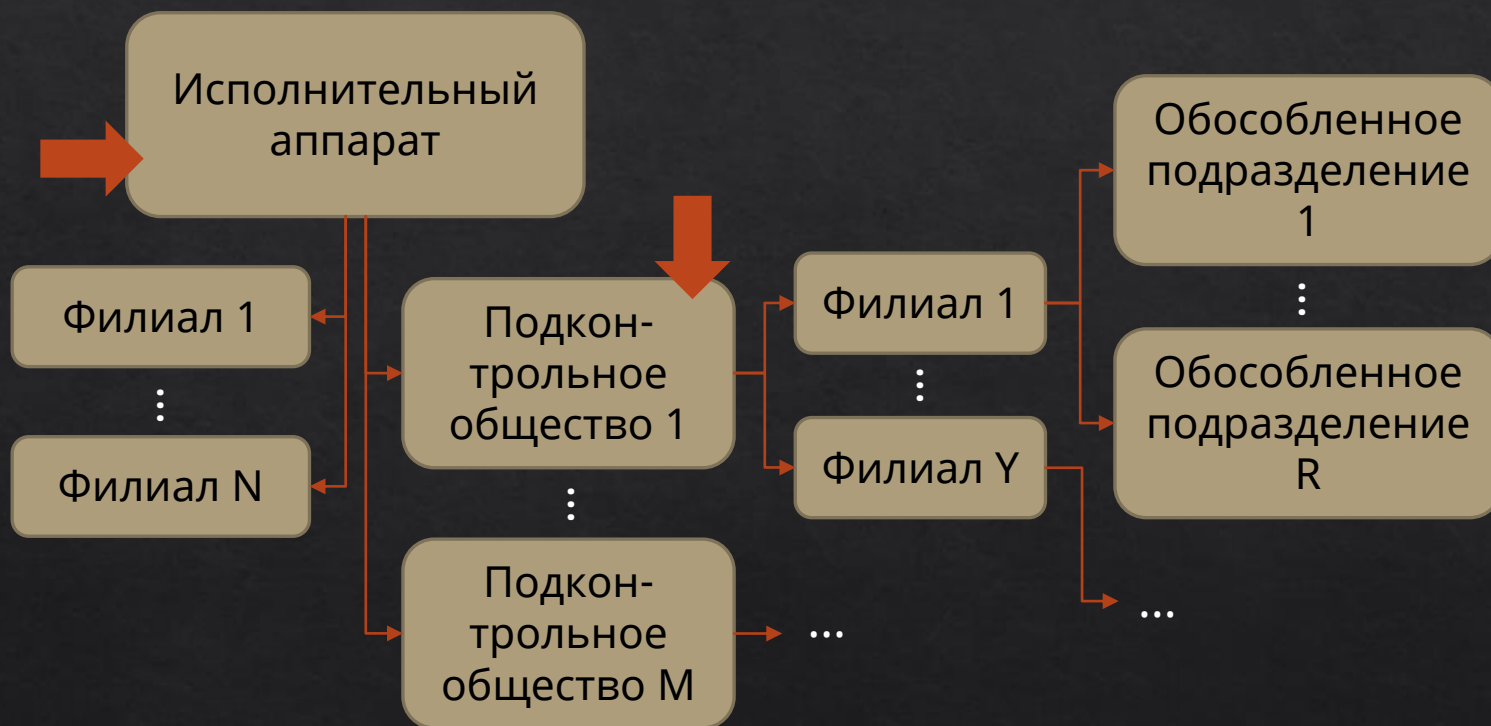 Исполнительный
аппарат
Филиал 1
⋮
Филиал N
Подкон-
трольное
общество 1
⋮
Подкон-
трольное
общество M
...
Филиал 1
⋮
Филиал Y
...
Обособленное
подразделение
1
⋮
Обособленное
подразделение
R